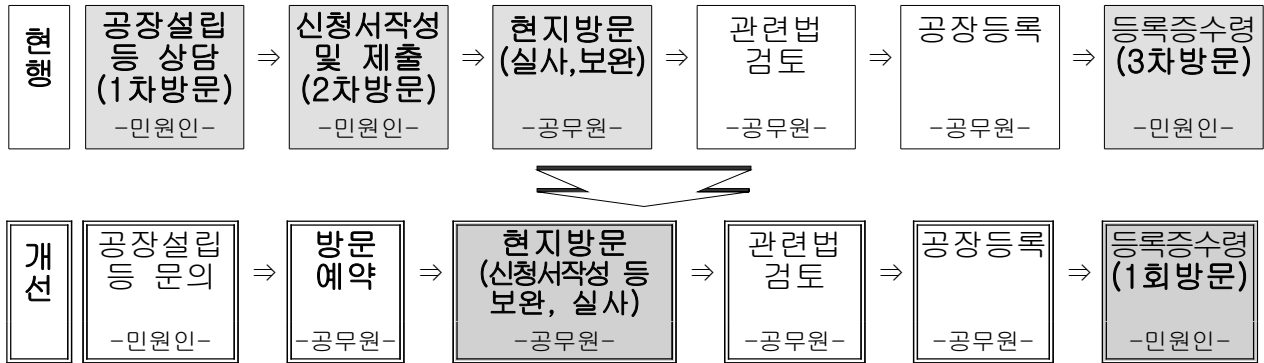 현행
공장설립
등 상담
(1차방문)
-민원인-
⇒
신청서작성
및 제출
(2차방문)
-민원인-
⇒
현지방문
(실사,보완)
-공무원-
⇒
관련법
검토
-공무원-
⇒
공장등록
-공무원-
⇒
등록증수령
(3차방문)
-민원인-
개선
공장설립
등 문의
-민원인-
⇒
방문
예약
-공무원-
⇒
현지방문
(신청서작성 등
보완, 실사)
-공무원-
⇒
관련법
검토
-공무원-
⇒
공장등록
-공무원-
⇒
등록증수령
(1회방문)
-민원인-